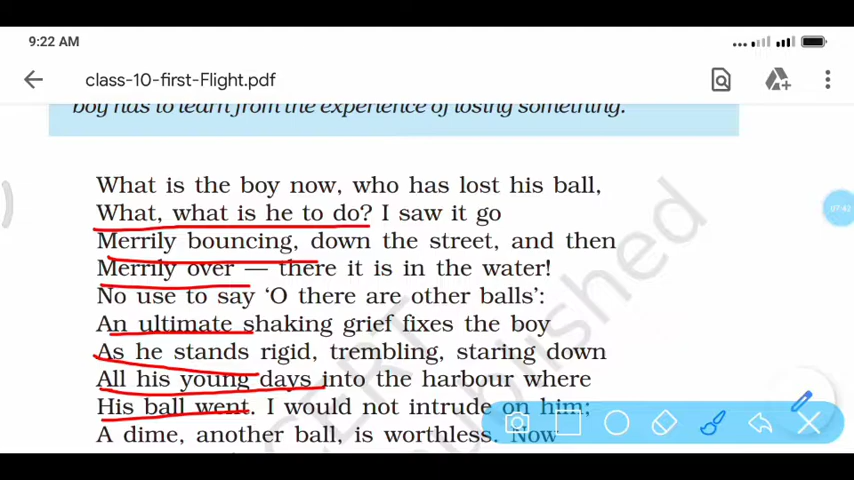 9:22 AM
class-10-first-Flight.pdf
boy has to learn from the experience of losing something.
What is the boy now, who has lost his ball,
What, what is he to do? I saw it go
Merrily bouncing, down the street, and then
Merrily over — there it is in the water!
No use to say ‘O there are other balls’:
An ultimate shaking grief fixes the boy
As he stands rigid, trembling, staring down
All his young days into the harbour where
His ball went. I would not intrude on him;
A dime, another ball, is worthless. Now
07:42